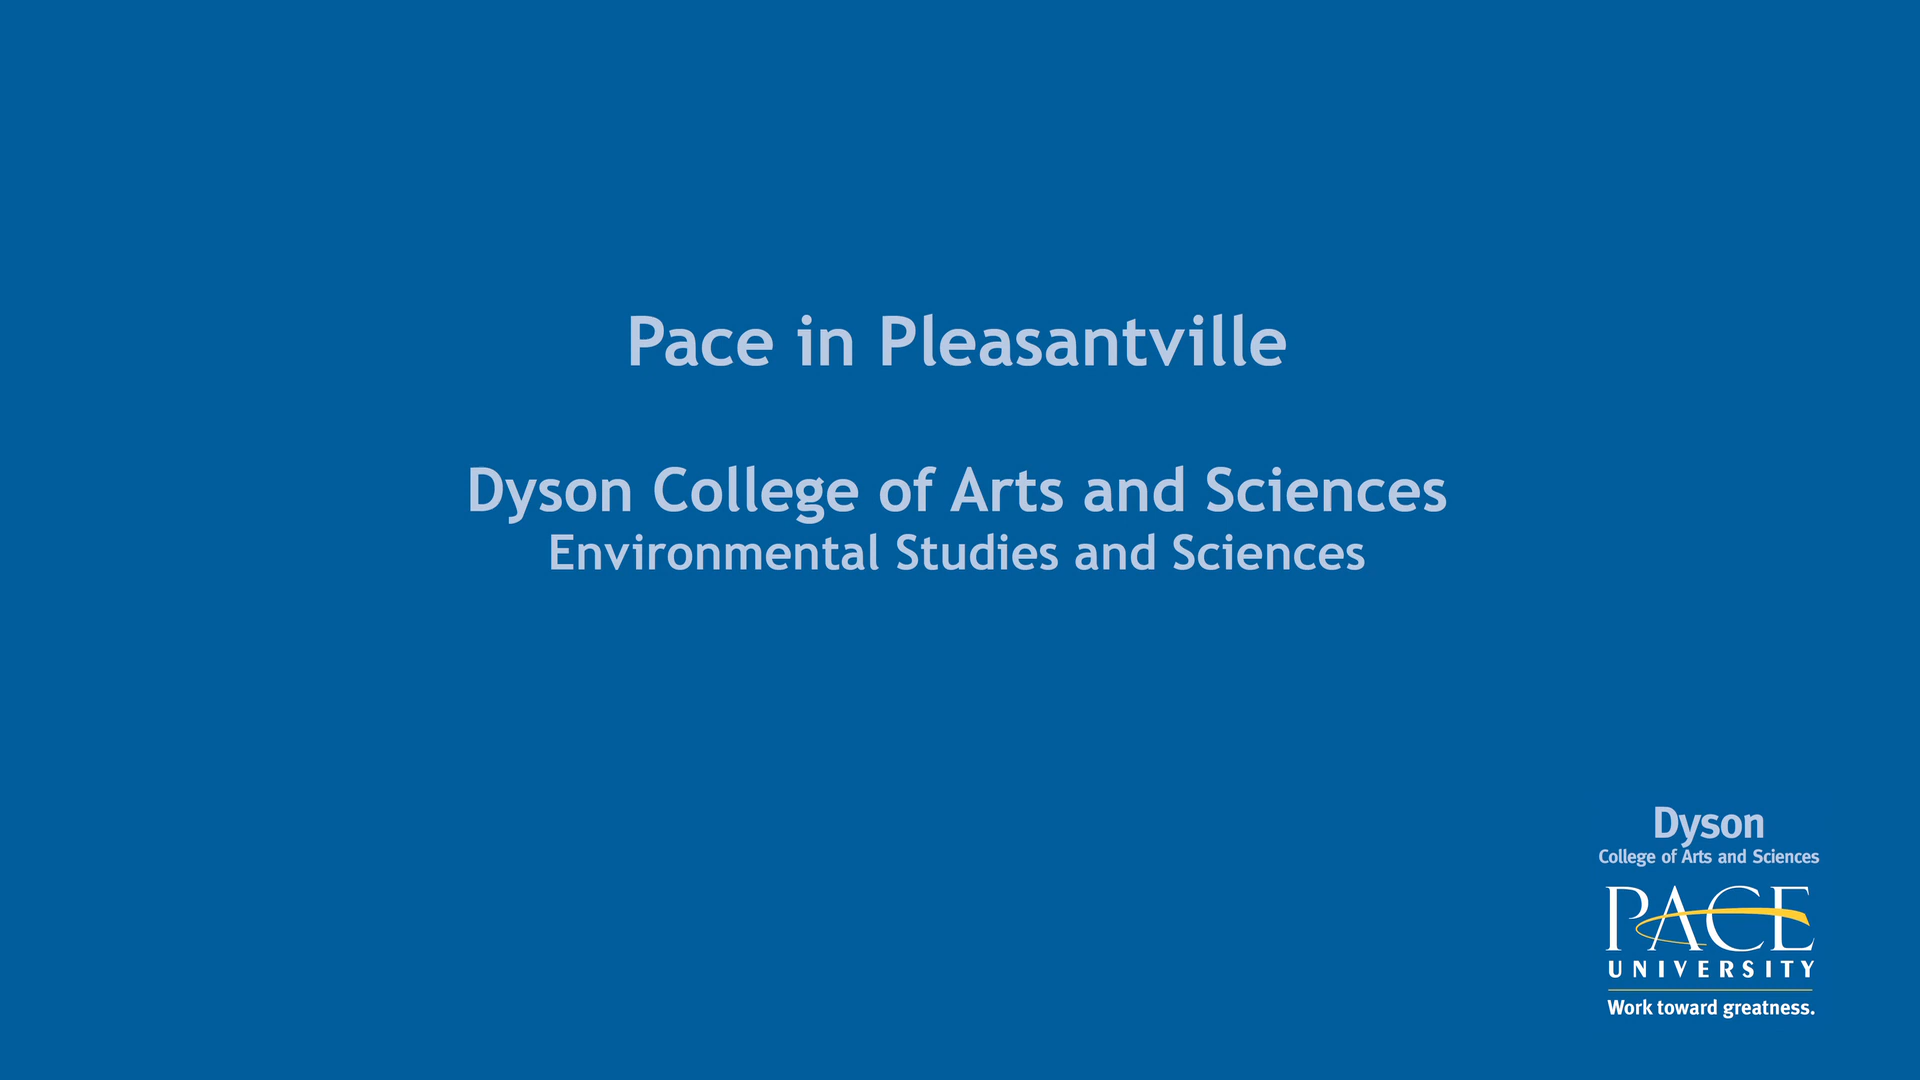 Pace in Pleasantville
Dyson College of Arts and Sciences
Environmental Studies and Sciences
Dyson
College of Arts and Sciences
PACE
UNIVERSITY
Work toward greatness.